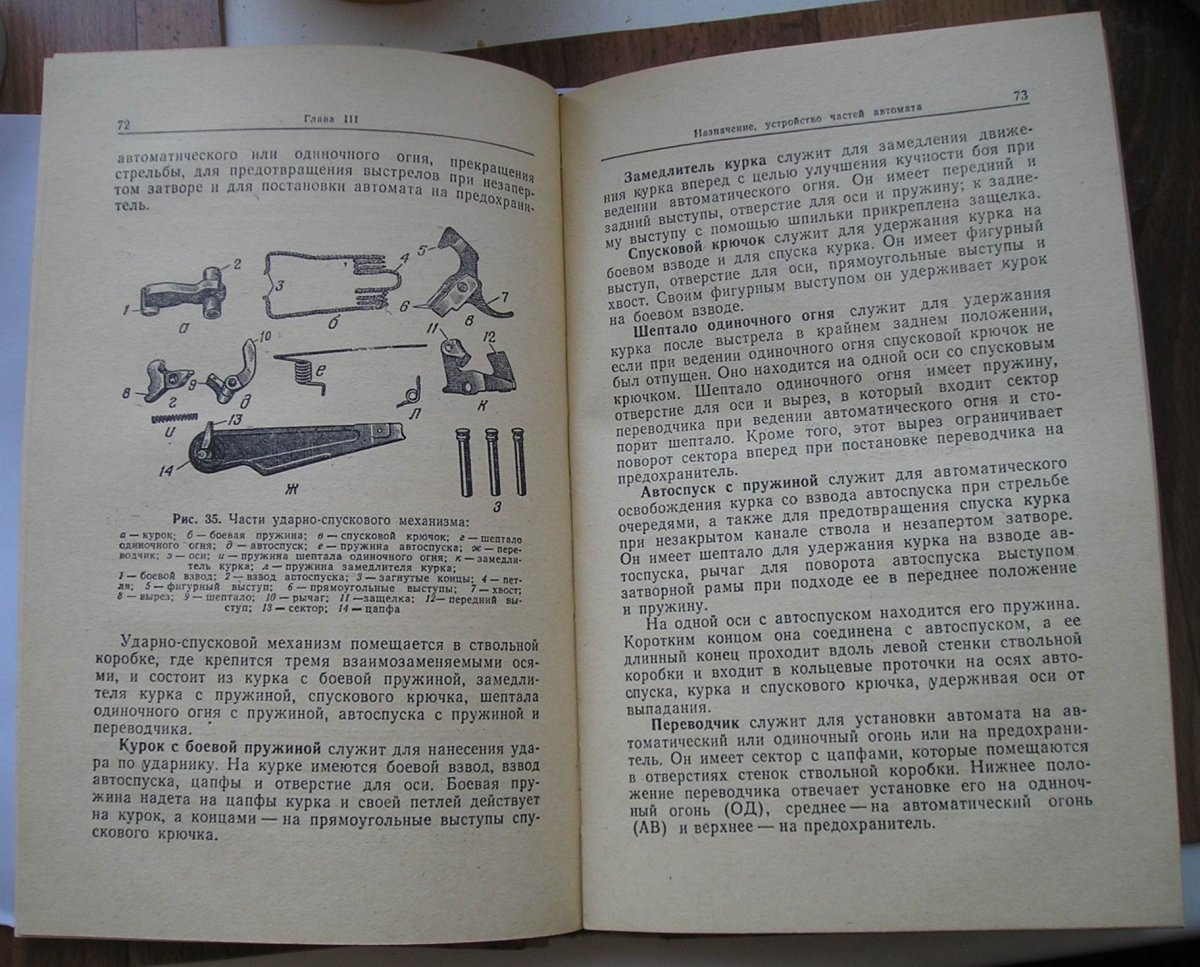 72
Глава III
автоматического или одиночного огня, прекращения
стрельбы, для предотвращения выстрелов при незапер-
том затворе и для постановки автомата на предохрани-
тель.
2
1
а
3
б
4
5
6
7
в
8
г
9
10
д
е
11
12
к
л
и
13
14
Ж
З
Рис. 35. Части ударно-спускового механизма:
а — курок; б — боевая пружина; в — спусковой крючок; г — шептало
одиночного огня; д — автоспуск; е — пружина автоспуска; ж — пере-
водчик; з — оси; и — пружина шептала одиночного огня; к — замедли-
тель курка; л — пружина замедлителя курка;
1 — боевой взвод; 2 — взвод автоспуска; 3 — загнутые концы; 4 — пет-
ля; 5 — фигурный выступ; 6 — прямоугольные выступы; 7 — хвост;
8 — вырез; 9 — шептало; 10 — рычаг; 11 — защелка; 12 — передний вы-
ступ; 13 — сектор; 14 — цапфа
Ударно-спусковой механизм помещается в ствольной
коробке, где крепится тремя взаимозаменяемыми ося-
ми, и состоит из курка с боевой пружиной, замедли-
теля курка с пружиной, спускового крючка, шептала
одиночного огня с пружиной, автоспуска с пружиной и
переводчика.
Курок с боевой пружиной служит для нанесения уда-
ра по ударнику. На курке имеются боевой взвод, взвод
автоспуска, цапфы и отверстие для оси. Боевая пру-
жина надета на цапфы курка и своей петлей действует
на курок, а концами — на прямоугольные выступы спу-
скового крючка.
Назначение, устройство частей автомата
73
Замедлитель курка служит для замедления движе-
ния курка вперед с целью улучшения кучности боя при
ведении автоматического огня. Он имеет передний и
задний выступы, отверстие для оси и пружину; к задне-
му выступу с помощью шпильки прикреплена защелка.
Спусковой крючок служит для удержания курка на
боевом взводе и для спуска курка. Он имеет фигурный
выступ, отверстие для оси, прямоугольные выступы и
хвост. Своим фигурным выступом он удерживает курок
на боевом взводе.
Шептало одиночного огня служит для удержания
курка после выстрела в крайнем заднем положении,
если при ведении одиночного огня спусковой крючок не
был отпущен. Оно находится на одной оси со спусковым
крючком. Шептало одиночного огня имеет пружину,
отверстие для оси и вырез, в который входит сектор
переводчика при ведении автоматического огня и сто-
порит шептало. Кроме того, этот вырез ограничивает
поворот сектора вперед при постановке переводчика на
предохранитель.
Автоспуск с пружиной служит для автоматического
освобождения курка со взвода автоспуска при стрельбе
очередями, а также для предотвращения спуска курка
при незакрытом канале ствола и незапертом затворе.
Он имеет шептало для удержания курка на взводе ав-
тоспуска, рычаг для поворота автоспуска выступом
затворной рамы при подходе ее в переднее положение
и пружину.
На одной оси с автоспуском находится его пружина.
Коротким концом она соединена с автоспуском, а ее
длинный конец проходит вдоль левой стенки ствольной
коробки и входит в кольцевые проточки на осях авто-
спуска, курка и спускового крючка, удерживая оси от
выпадания.
Переводчик служит для установки автомата на ав-
томатический или одиночный огонь или на предохрани-
тель. Он имеет сектор с цапфами, которые помещаются
в отверстиях стенок ствольной коробки. Нижнее поло-
жение переводчика отвечает установке его на одиноч-
ный огонь (ОД), среднее — на автоматический огонь
(АВ) и верхнее — на предохранитель.